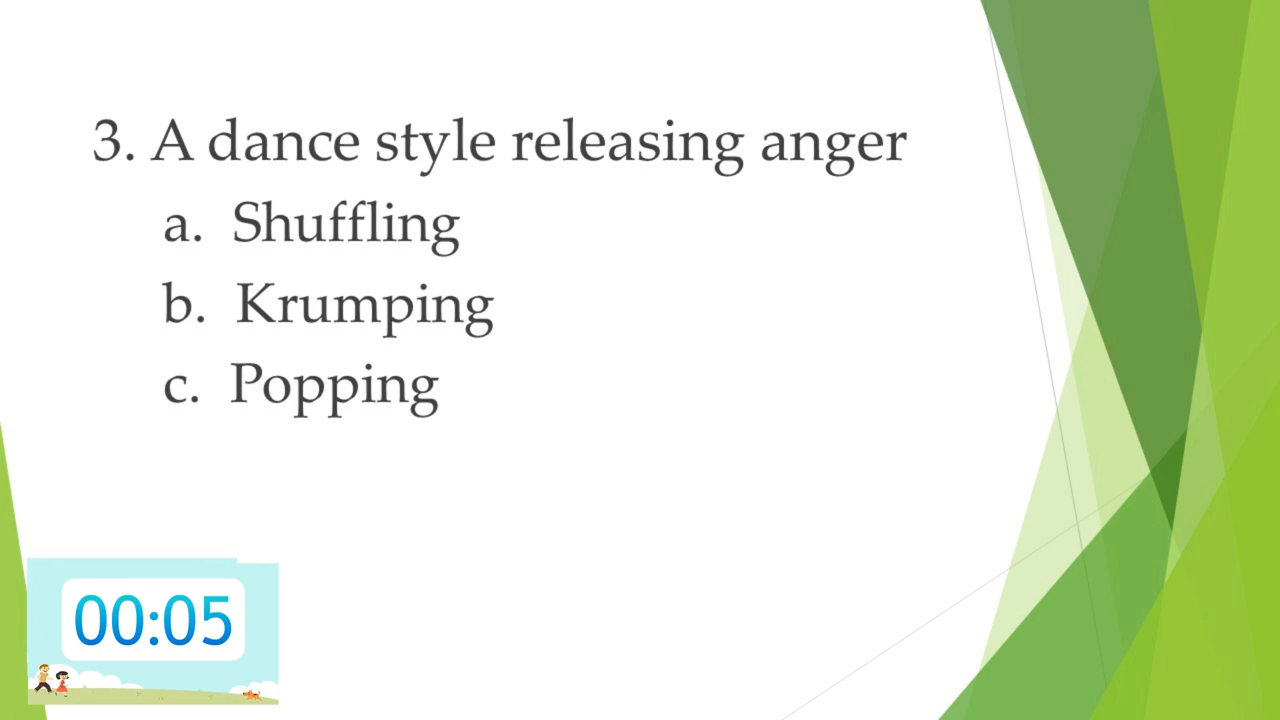 3. A dance style releasing anger
a. Shuffling
b. Krumping
c. Popping
00:05